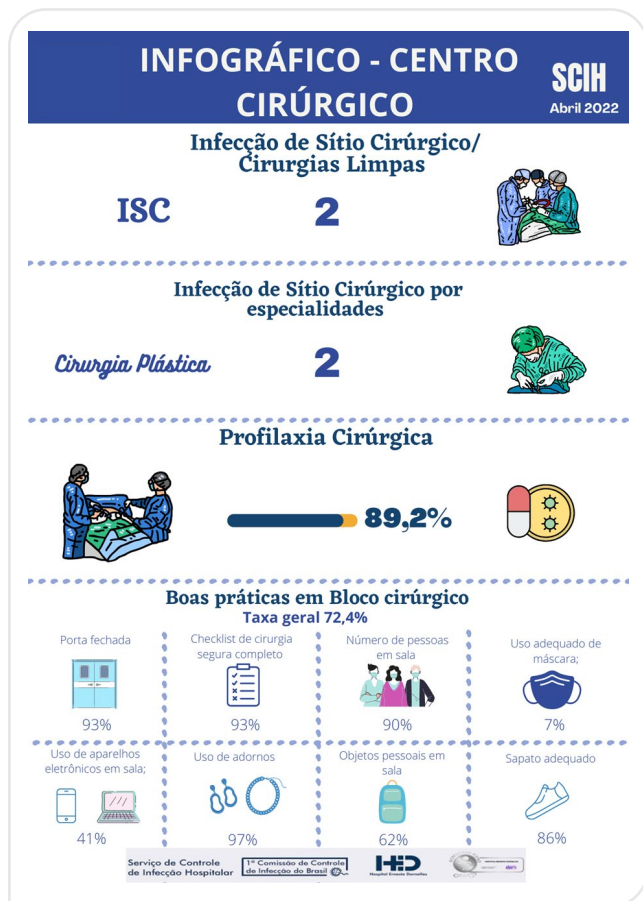 INFOGRÁFICO - CENTRO
CIRÚRGICO
SCIH
Abril 2022
Infecção de Sítio Cirúrgico/
Cirurgias Limpas
ISC
2
Infecção de Sítio Cirúrgico por
especialidades
Cirurgia Plástica
2
Profilaxia Cirúrgica
89,2%
Boas práticas em Bloco cirúrgico
Taxa geral 72,4%
Porta fechada
93%
Checklist de cirurgia
segura completo
93%
Número de pessoas
em sala
90%
Uso adequado de
máscara;
7%
Uso de aparelhos
eletrônicos em sala;
41%
Uso de adornos
97%
Objetos pessoais em
sala
62%
Sapato adequado
86%
Serviço de Controle
de Infecção Hospitalar
1ª Comissão de Controle
de Infecção do Brasil
HED
Hospital Ernesto Dornelles